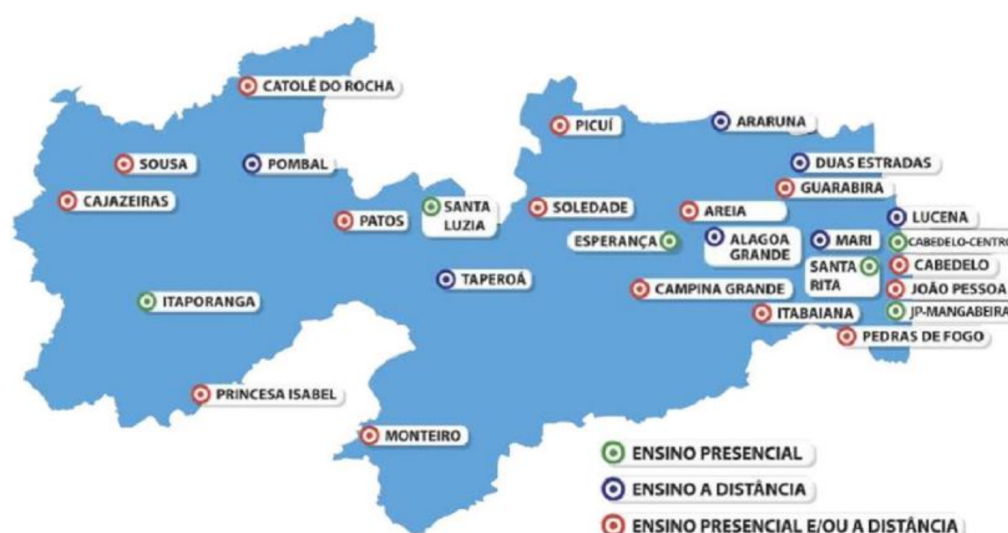 CATOLÉ DO ROCHA
PICUÍ
ARARUNA
SOUSA
POMBAL
DUAS ESTRADAS
GUARABIRA
CAJAZEIRAS
PATOS
SANTA
LUZIA
SOLEDADE
AREIA
LUCENA
ESPERANÇA
ALAGOA
GRANDE
MARI
CABEDELO-CENTRO
SANTA
RITA
CABEDELO
TAPEROÁ
CAMPINA GRANDE
JOÃO PESSOA
ITAPORANGA
ITABAIANA
JP-MANGABEIRA
PEDRAS DE FOGO
PRINCESA ISABEL
MONTEIRO
ENSINO PRESENCIAL
ENSINO A DISTÂNCIA
ENSINO PRESENCIAL E/OU A DISTÂNCIA